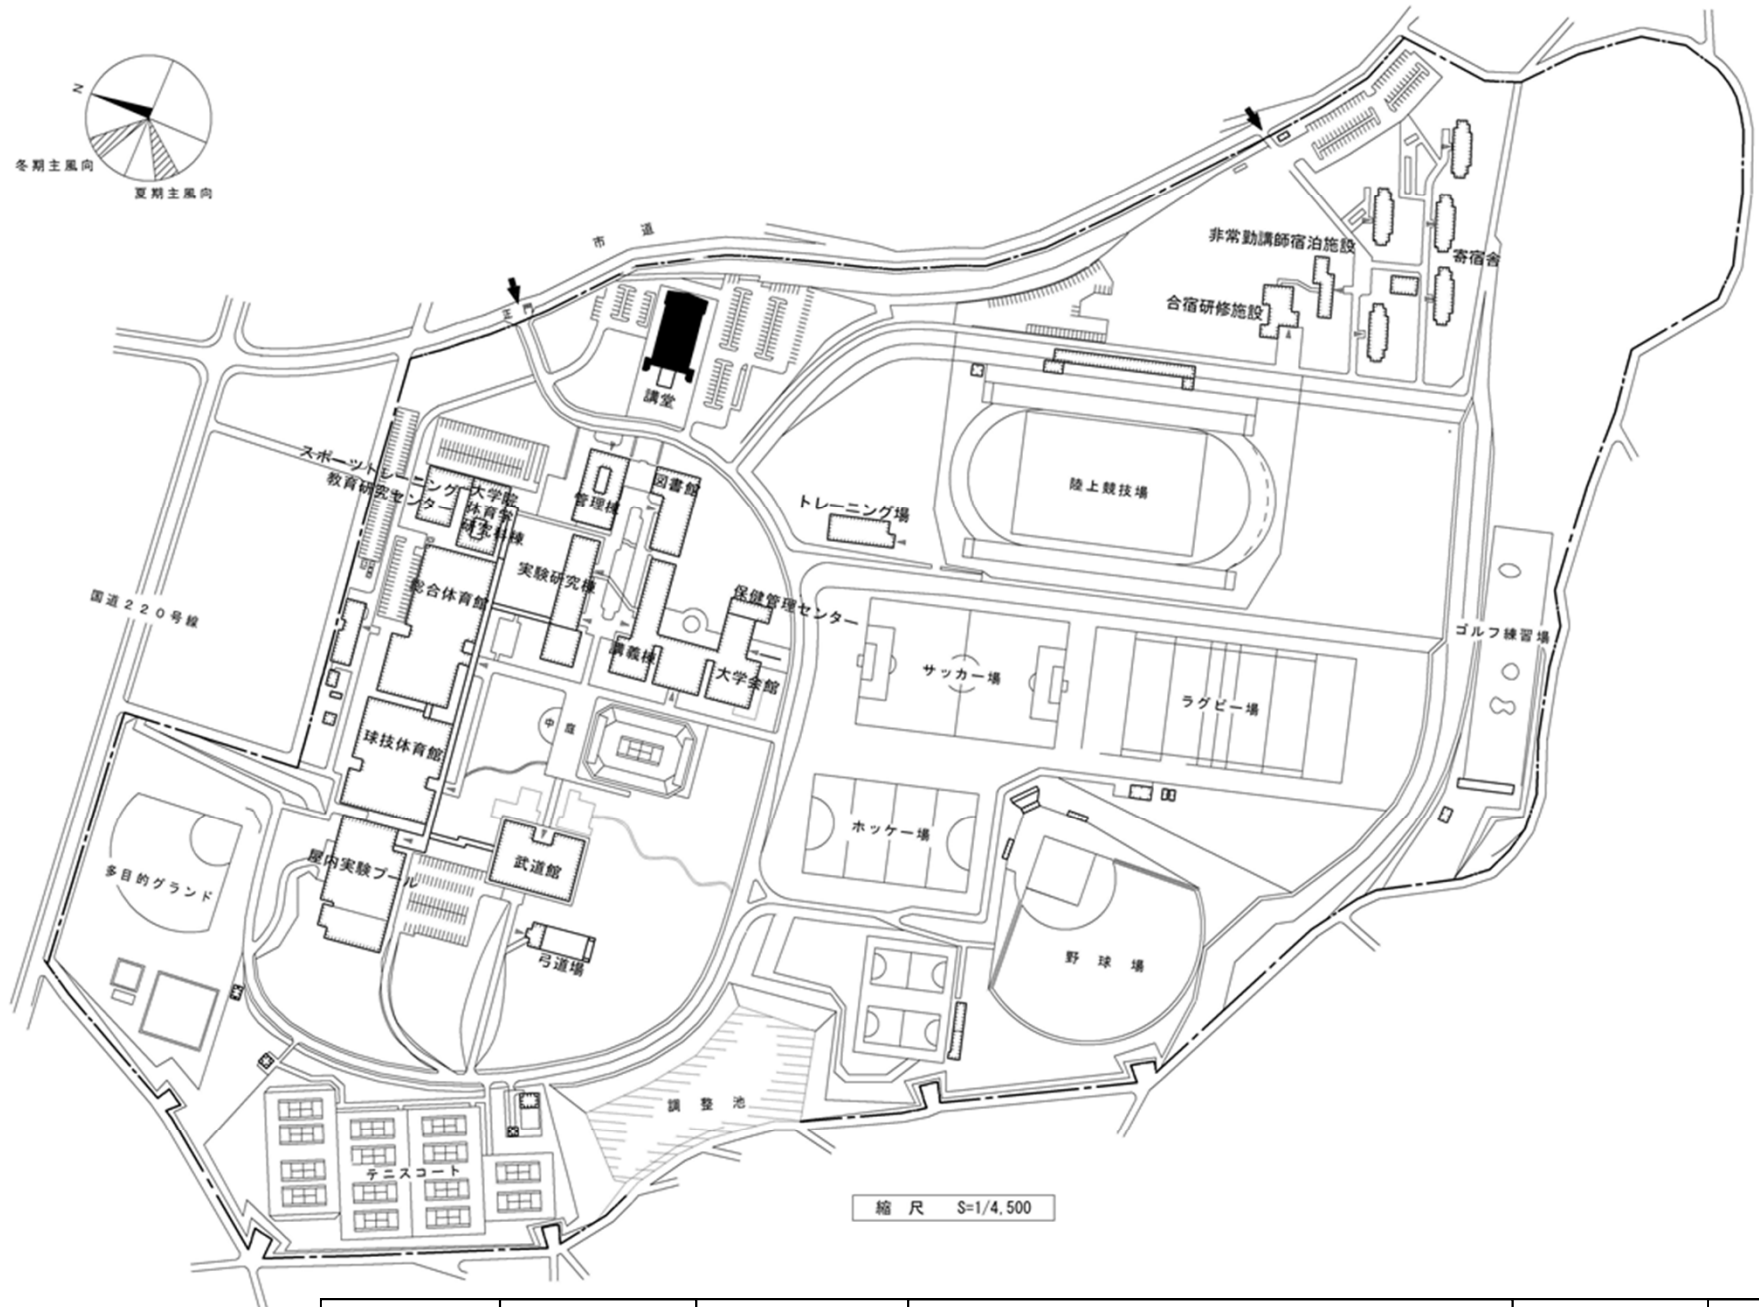 N
冬期主風向
夏期主風向
市道
非常勤講師宿泊施設
寄宿舎
合宿研修施設
講堂
スポーツトレーニング
教育研究センター
大学院
体育学
研究科棟
管理棟
図書館
トレーニング場
陸上競技場
国道220号線
総合体育館
実験研究棟
保健管理センター
講義棟
大学会館
サッカー場
ラグビー場
ゴルフ練習場
球技体育館
中庭
多目的グランド
屋内実験プール
武道館
ホッケー場
弓道場
野球場
調整池
テニスコート
縮尺 S=1/4,500